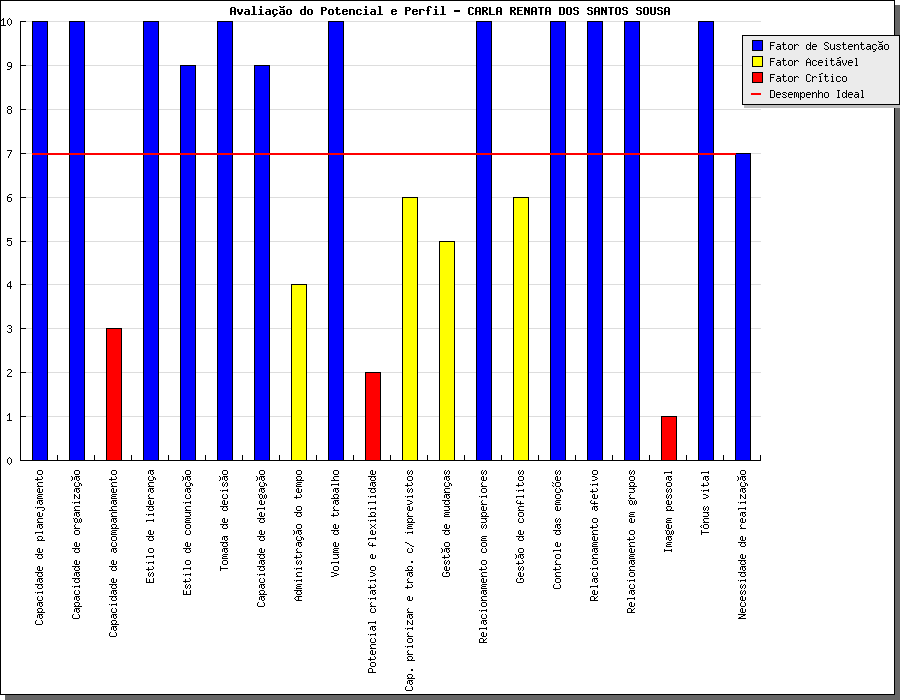 Avaliação do Potencial e Perfil - CARLA RENATA DOS SANTOS SOUSA
Fator de Sustentação
Fator Aceitável
Fator Crítico
Desempenho Ideal
10
9
8
7
6
5
4
3
2
1
0
Capacidade de planejamento
Capacidade de organização
Capacidade de acompanhamento
Estilo de liderança
Estilo de comunicação
Tomada de decisão
Capacidade de delegação
Administração do tempo
Volume de trabalho
Potencial criativo e flexibilidade
Cap. priorizar e trab. c/ imprevistos
Gestão de mudanças
Relacionamento com superiores
Gestão de conflitos
Controle das emoções
Relacionamento afetivo
Relacionamento em grupos
Imagem pessoal
Tônus vital
Necessidade de realização